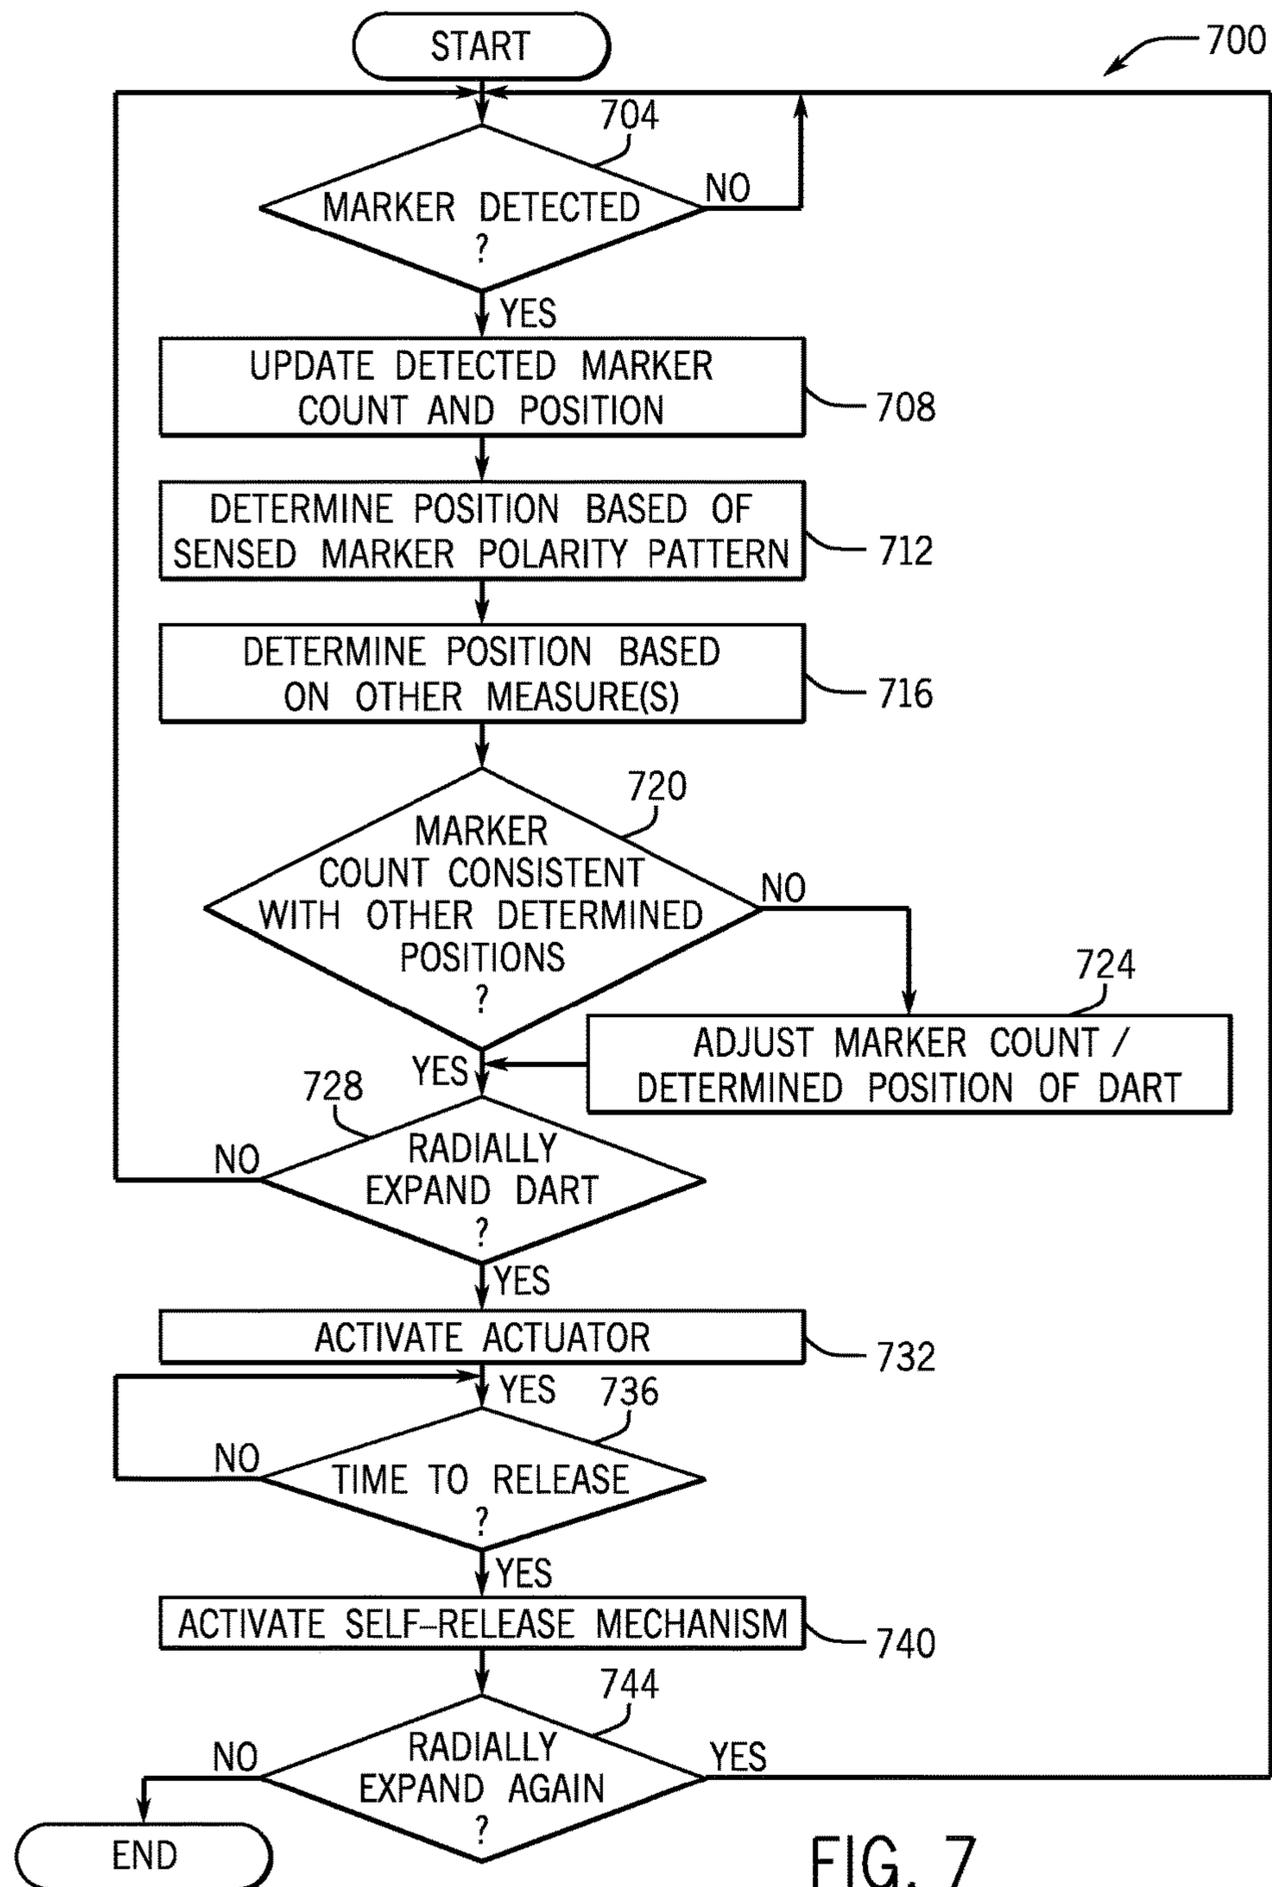 START
700
704
MARKER DETECTED
?
NO
YES
UPDATE DETECTED MARKER
COUNT AND POSITION
708
DETERMINE POSITION BASED OF
SENSED MARKER POLARITY PATTERN
712
DETERMINE POSITION BASED
ON OTHER MEASURE(S)
716
720
MARKER
COUNT CONSISTENT
WITH OTHER DETERMINED
POSITIONS
?
NO
724
ADJUST MARKER COUNT /
DETERMINED POSITION OF DART
YES
728
RADIALLY
EXPAND DART
?
NO
YES
ACTIVATE ACTUATOR
732
YES
736
NO
TIME TO RELEASE
?
YES
ACTIVATE SELF–RELEASE MECHANISM
740
744
NO
RADIALLY
EXPAND AGAIN
?
YES
END
FIG. 7